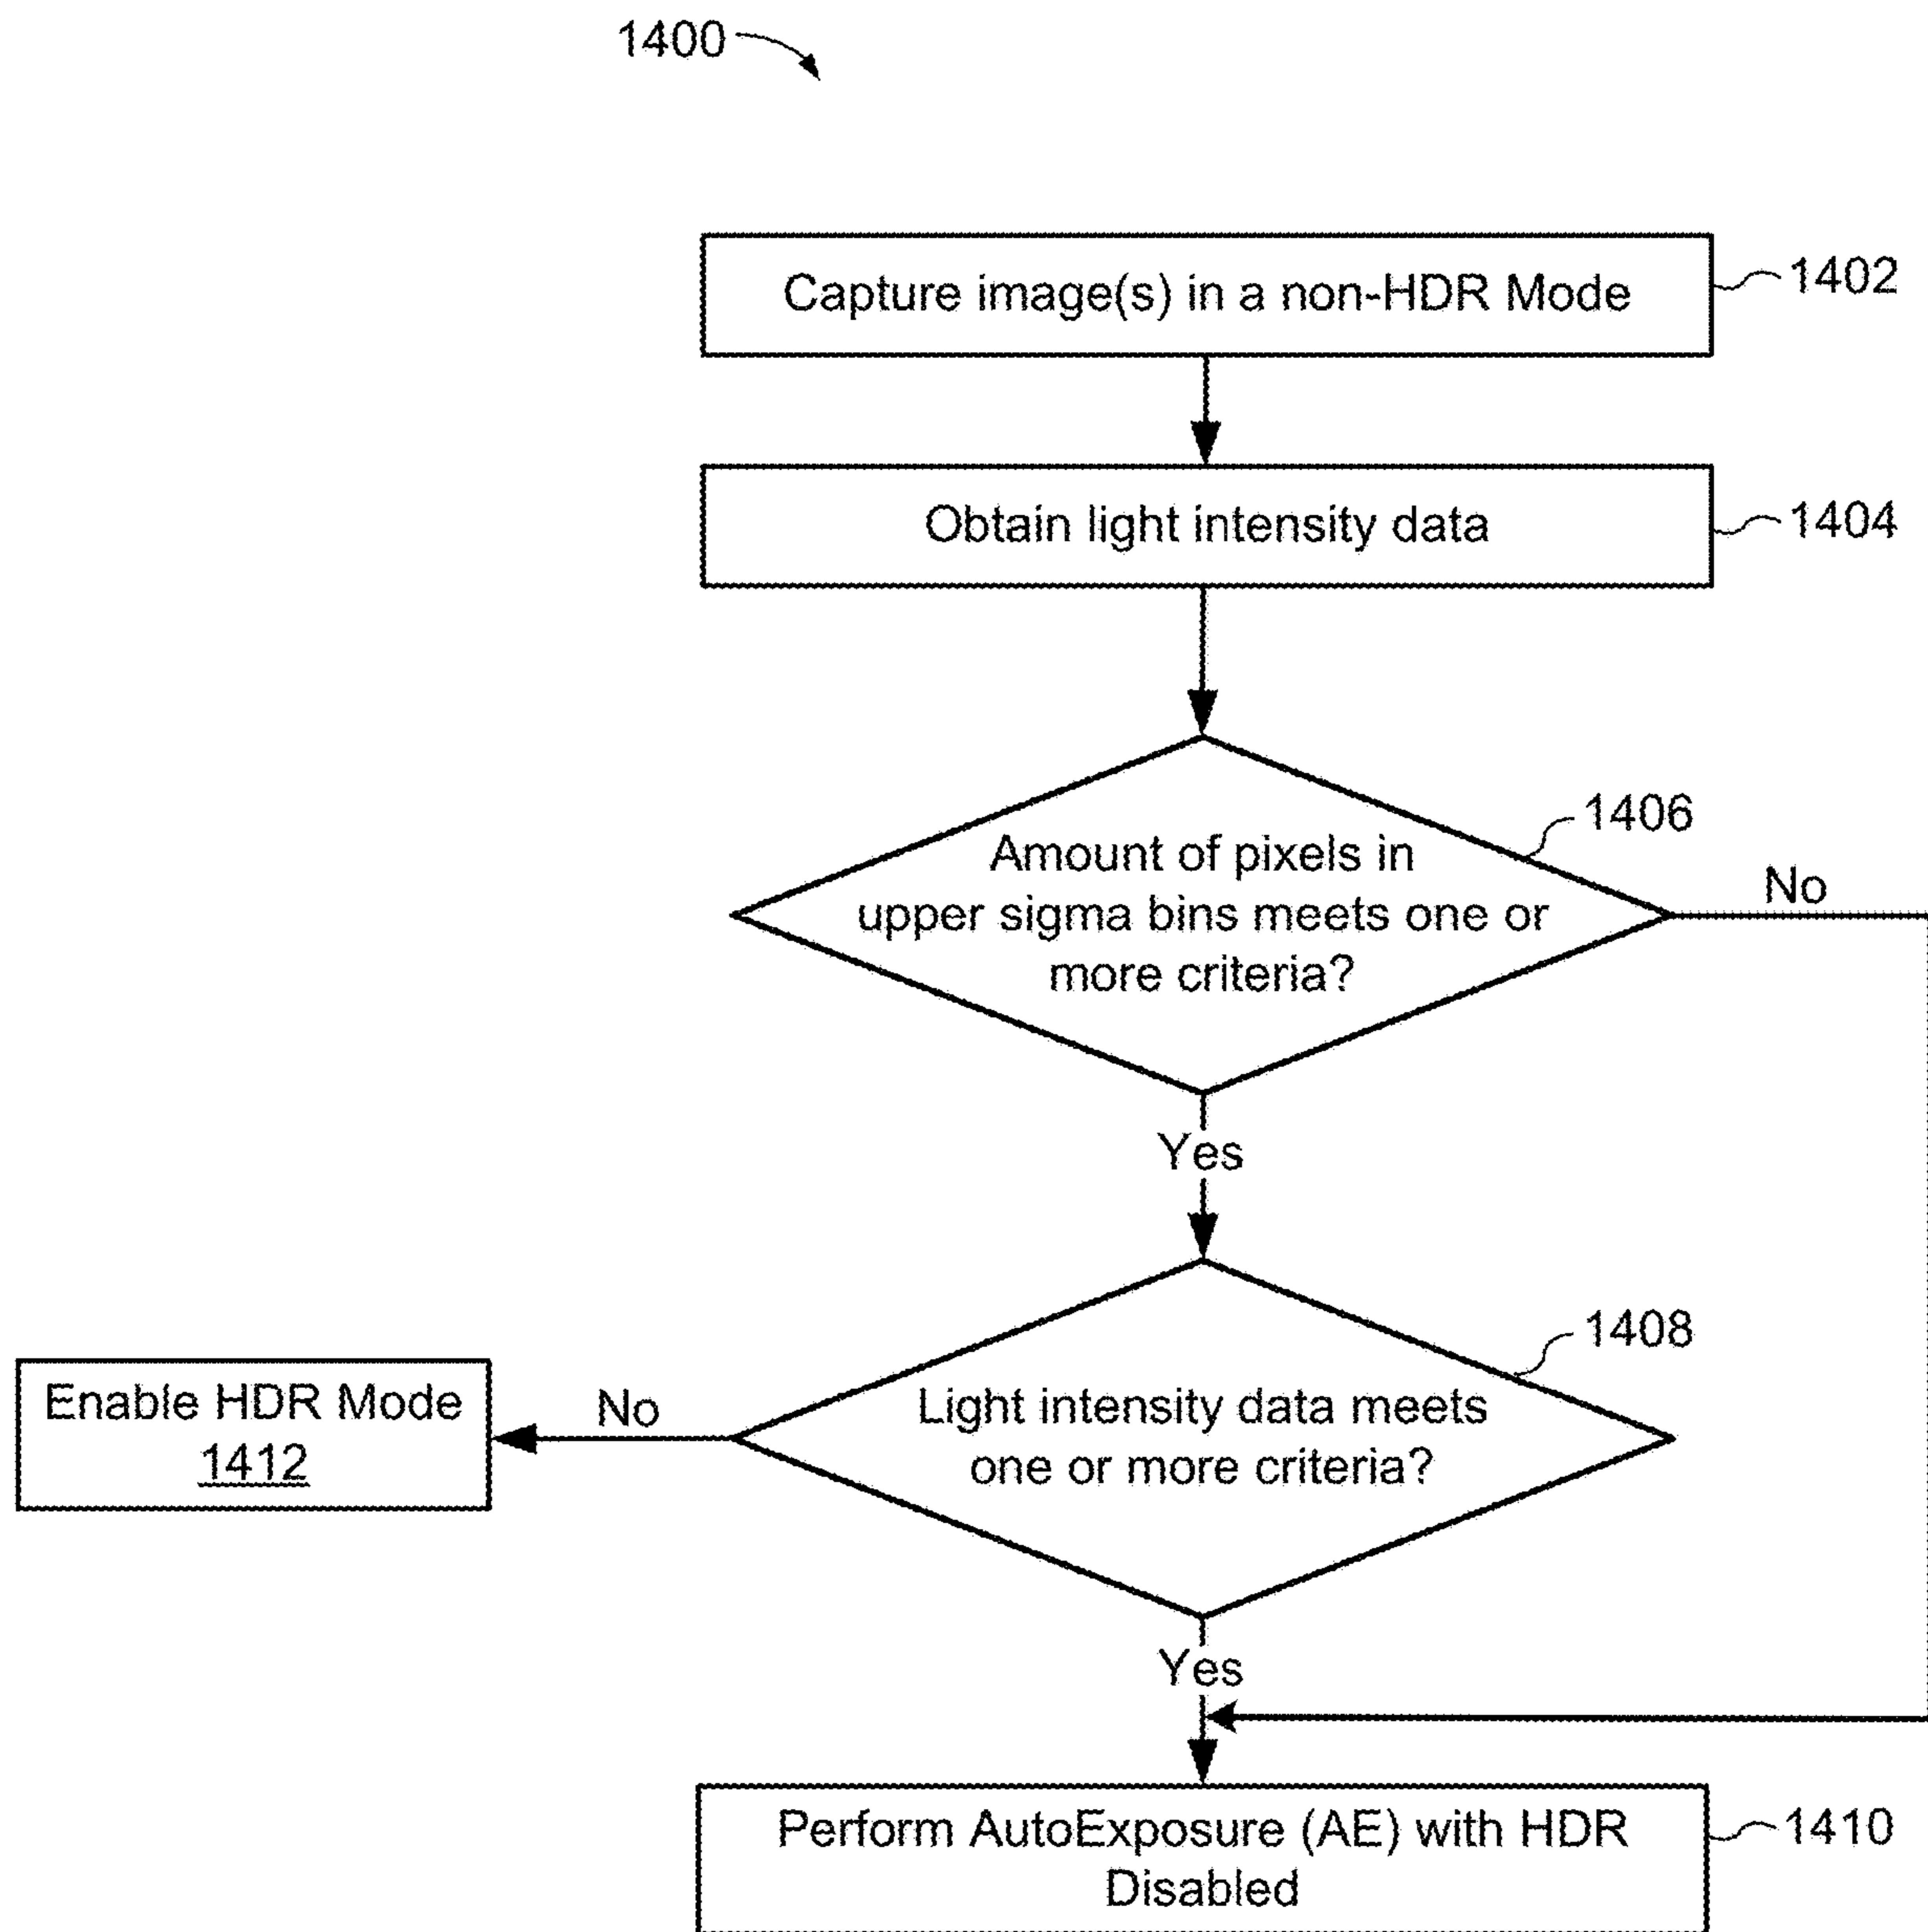 1400
Capture image(s) in a non-HDR Mode
1402
Obtain light intensity data
1404
1406
Amount of pixels in
upper sigma bins meets one or
more criteria?
No
Yes
1408
Light intensity data meets
one or more criteria?
No
Enable HDR Mode
1412
Yes
Perform AutoExposure (AE) with HDR
Disabled
1410